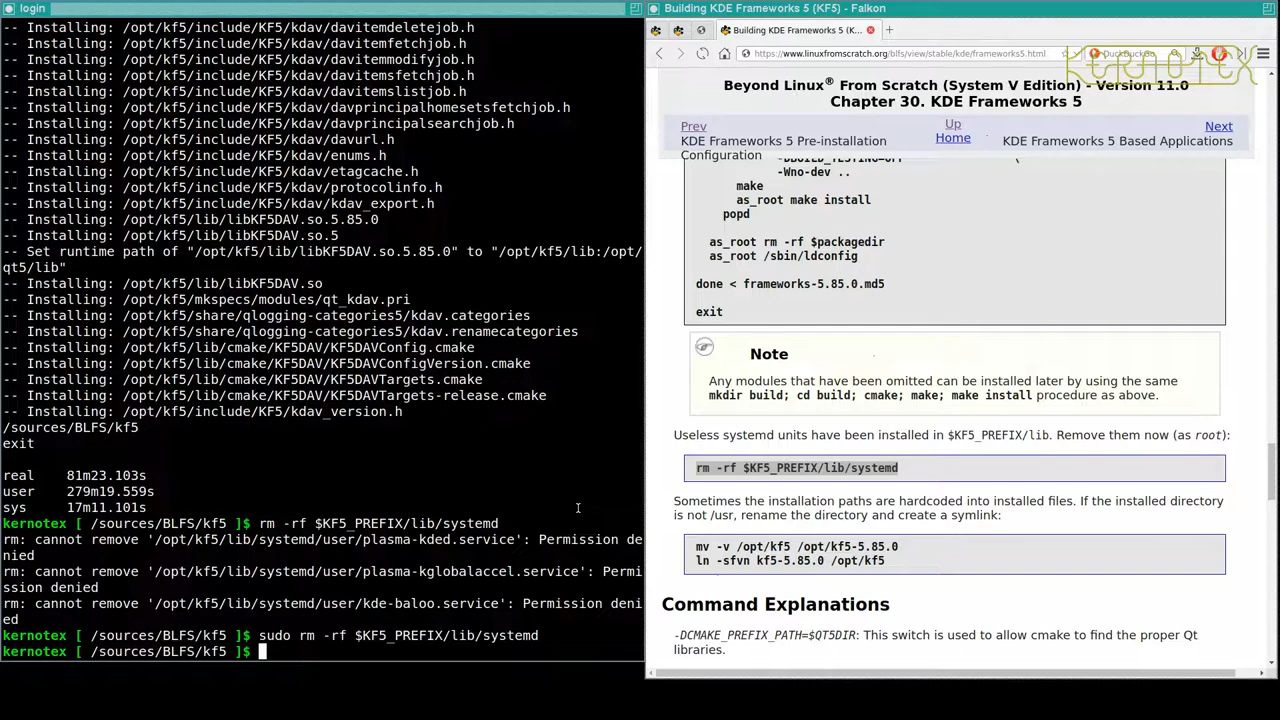 login
-- Installing: /opt/kf5/include/KF5/kdav/davitemdeletejob.h
-- Installing: /opt/kf5/include/KF5/kdav/davitemfetchjob.h
-- Installing: /opt/kf5/include/KF5/kdav/davitemmodifyjob.h
-- Installing: /opt/kf5/include/KF5/kdav/davitemsfetchjob.h
-- Installing: /opt/kf5/include/KF5/kdav/davitemslistjob.h
-- Installing: /opt/kf5/include/KF5/kdav/davprincipalhomesetsfetchjob.h
-- Installing: /opt/kf5/include/KF5/kdav/davprincipalsearchjob.h
-- Installing: /opt/kf5/include/KF5/kdav/davurl.h
-- Installing: /opt/kf5/include/KF5/kdav/enums.h
-- Installing: /opt/kf5/include/KF5/kdav/etagcache.h
-- Installing: /opt/kf5/include/KF5/kdav/protocolinfo.h
-- Installing: /opt/kf5/include/KF5/kdav/kdav_export.h
-- Installing: /opt/kf5/lib/libKF5DAV.so.5.85.0
-- Installing: /opt/kf5/lib/libKF5DAV.so.5
-- Set runtime path of "/opt/kf5/lib/libKF5DAV.so.5.85.0" to "/opt/kf5/lib:/opt/
qt5/lib"
-- Installing: /opt/kf5/lib/libKF5DAV.so
-- Installing: /opt/kf5/mkspecs/modules/qt_kdav.pri
-- Installing: /opt/kf5/share/qlogging-categories5/kdav.categories
-- Installing: /opt/kf5/share/qlogging-categories5/kdav.renamecategories
-- Installing: /opt/kf5/lib/cmake/KF5DAV/KF5DAVConfig.cmake
-- Installing: /opt/kf5/lib/cmake/KF5DAV/KF5DAVConfigVersion.cmake
-- Installing: /opt/kf5/lib/cmake/KF5DAV/KF5DAVTargets.cmake
-- Installing: /opt/kf5/lib/cmake/KF5DAV/KF5DAVTargets-release.cmake
-- Installing: /opt/kf5/include/KF5/kdav_version.h
/sources/BLFS/kf5
exit
real 81m23.103s
user 279m19.559s
sys 17m11.101s
kernotex [ /sources/BLFS/kf5 ]$ rm -rf $KF5_PREFIX/lib/systemd
rm: cannot remove '/opt/kf5/lib/systemd/user/plasma-kded.service': Permission de
nied
rm: cannot remove '/opt/kf5/lib/systemd/user/plasma-kglobalaccel.service': Permi
ssion denied
rm: cannot remove '/opt/kf5/lib/systemd/user/kde-baloo.service': Permission deni
ed
kernotex [ /sources/BLFS/kf5 ]$ sudo rm -rf $KF5_PREFIX/lib/systemd
kernotex [ /sources/BLFS/kf5 ]$
Building KDE Frameworks 5 (KF5) - Falkon
Building KDE Frameworks 5 (K...
https://www.linuxfromscratch.org/blfs/view/stable/kde/frameworks5.html
KERNOTEX
Beyond Linux® From Scratch (System V Edition) - Version 11.0
Chapter 30. KDE Frameworks 5
Prev Up Next
KDE Frameworks 5 Pre-installation Configuration
Home
KDE Frameworks 5 Based Applications
-DBUILD_TESTING=OFF \
-Wno-dev ..
make
as_root make install
popd
as_root rm -rf $packagedir
as_root /sbin/ldconfig
done < frameworks-5.85.0.md5
exit
Note
Any modules that have been omitted can be installed later by using the same
mkdir build; cd build; cmake; make; make install procedure as above.
Useless systemd units have been installed in $KF5_PREFIX/lib. Remove them now (as root):
rm -rf $KF5_PREFIX/lib/systemd
Sometimes the installation paths are hardcoded into installed files. If the installed directory
is not /usr, rename the directory and create a symlink:
mv -v /opt/kf5 /opt/kf5-5.85.0
ln -sfvn kf5-5.85.0 /opt/kf5
Command Explanations
-DCMAKE_PREFIX_PATH=$QT5DIR: This switch is used to allow cmake to find the proper Qt
libraries.